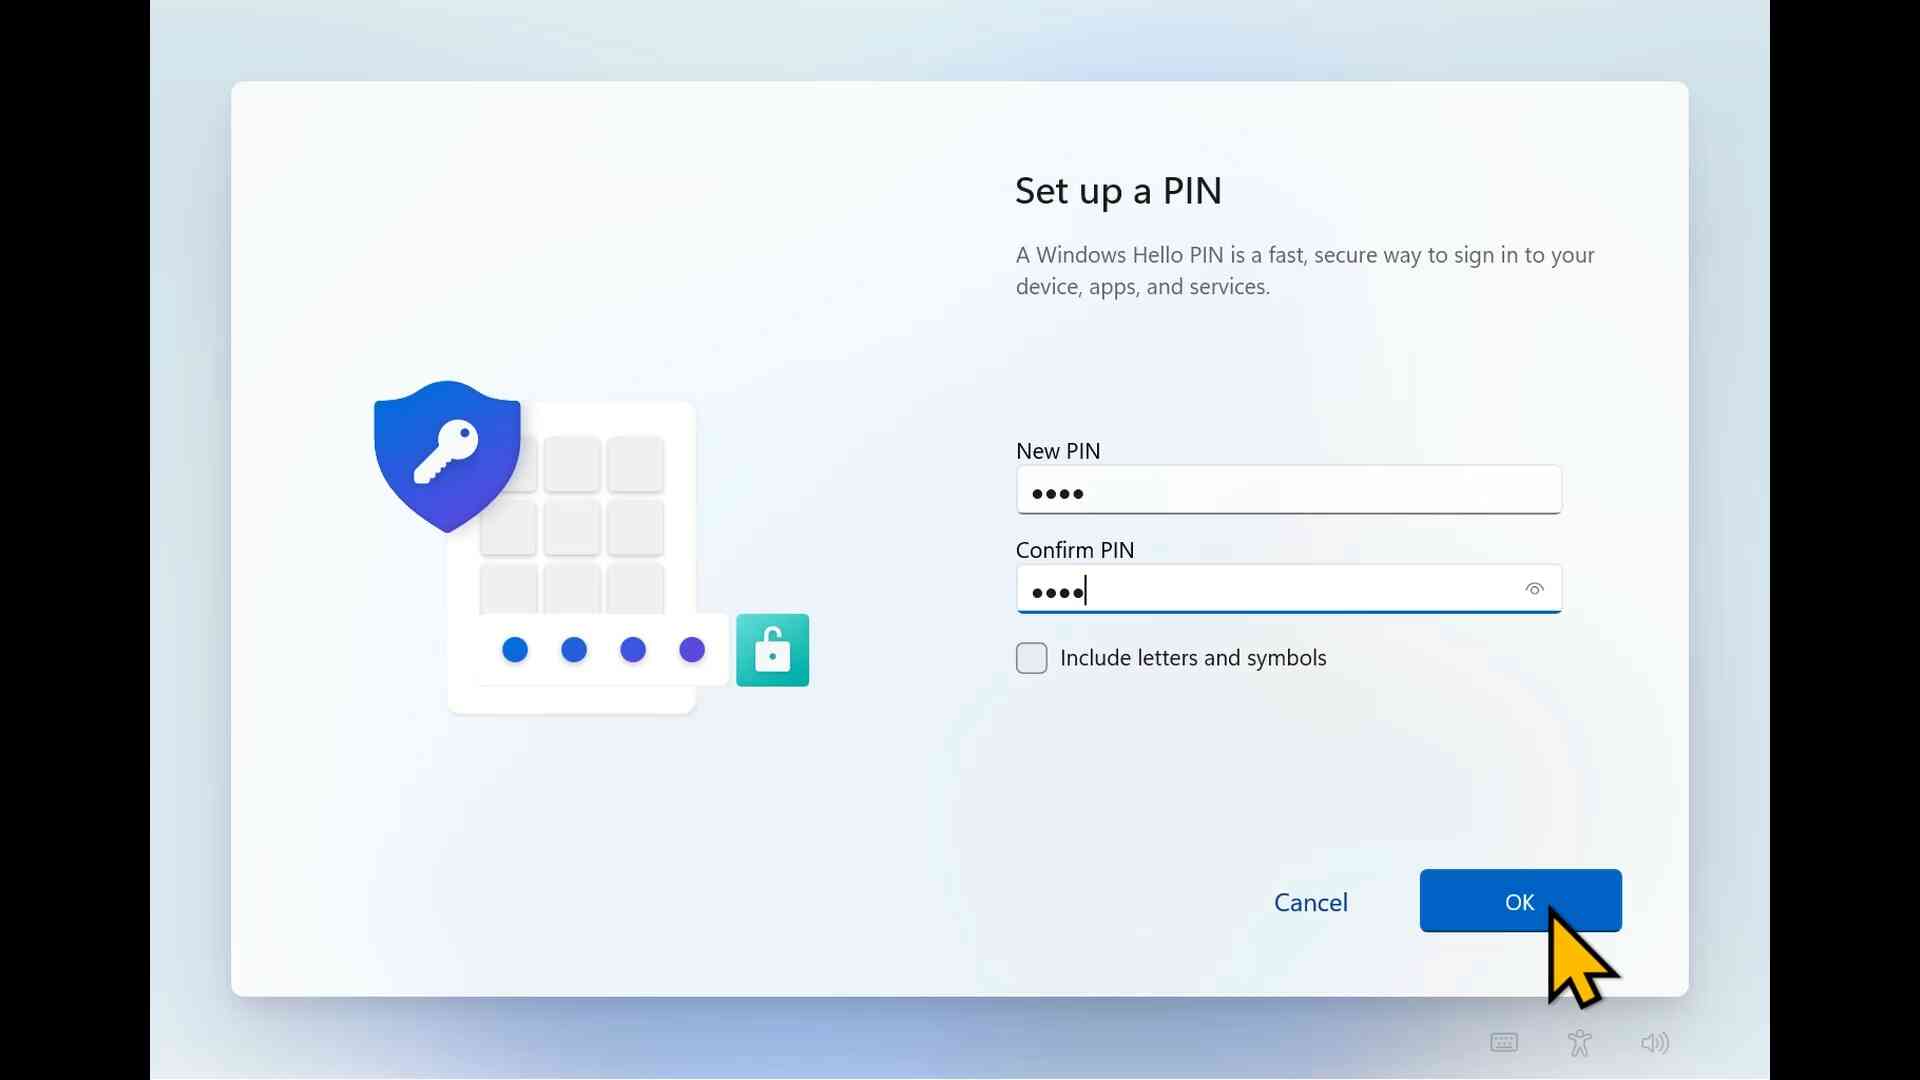 Set up a PIN
A Windows Hello PIN is a fast, secure way to sign in to your
device, apps, and services.
New PIN
●●●●
Confirm PIN
●●●●
Include letters and symbols
Cancel
OK